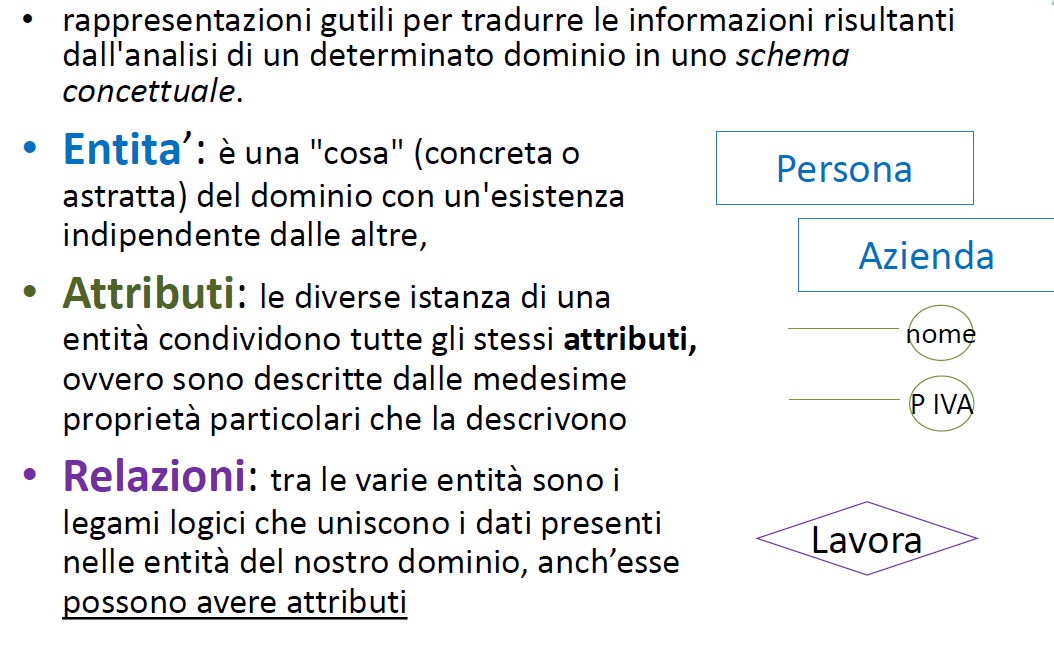 • rappresentazioni gutili per tradurre le informazioni risultanti
dall'analisi di un determinato dominio in uno schema
concettuale.
• Entita’: è una "cosa" (concreta o
astratta) del dominio con un'esistenza
indipendente dalle altre,
Persona
Azienda
• Attributi: le diverse istanza di una
entità condividono tutte gli stessi attributi,
ovvero sono descritte dalle medesime
proprietà particolari che la descrivono
nome
P IVA
• Relazioni: tra le varie entità sono i
legami logici che uniscono i dati presenti
nelle entità del nostro dominio, anch’esse
possono avere attributi
Lavora